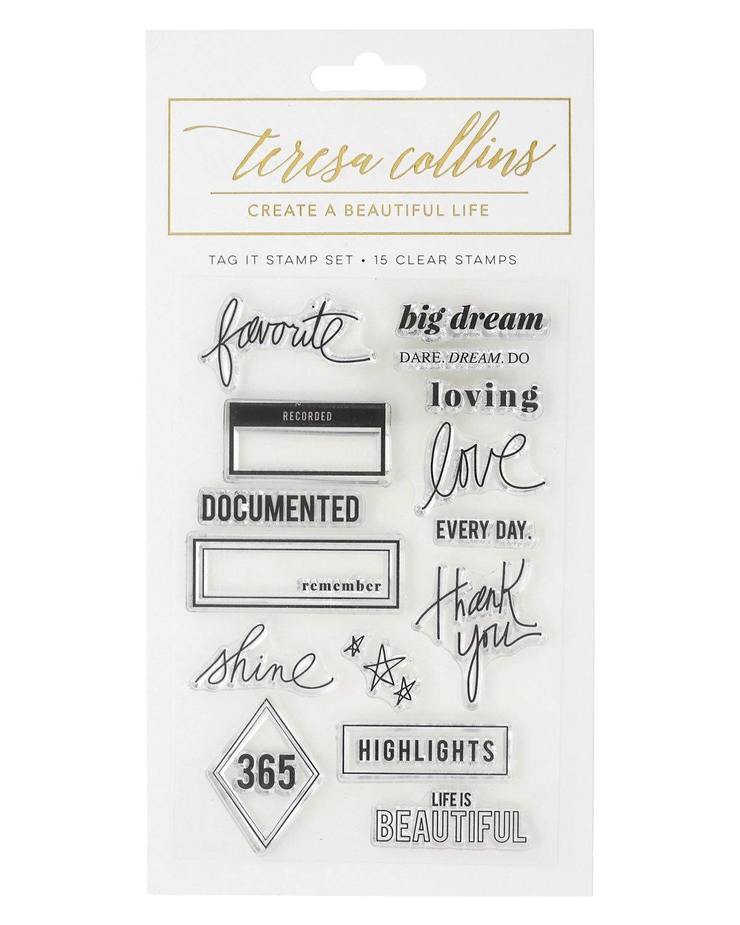 teresa collins
CREATE A BEAUTIFUL LIFE
TAG IT STAMP SET • 15 CLEAR STAMPS
favorite
big dream
DARE. DREAM. DO
loving
RECORDED
love
DOCUMENTED
EVERY DAY.
remember
thank
you
shine
365
HIGHLIGHTS
LIFE IS
BEAUTIFUL